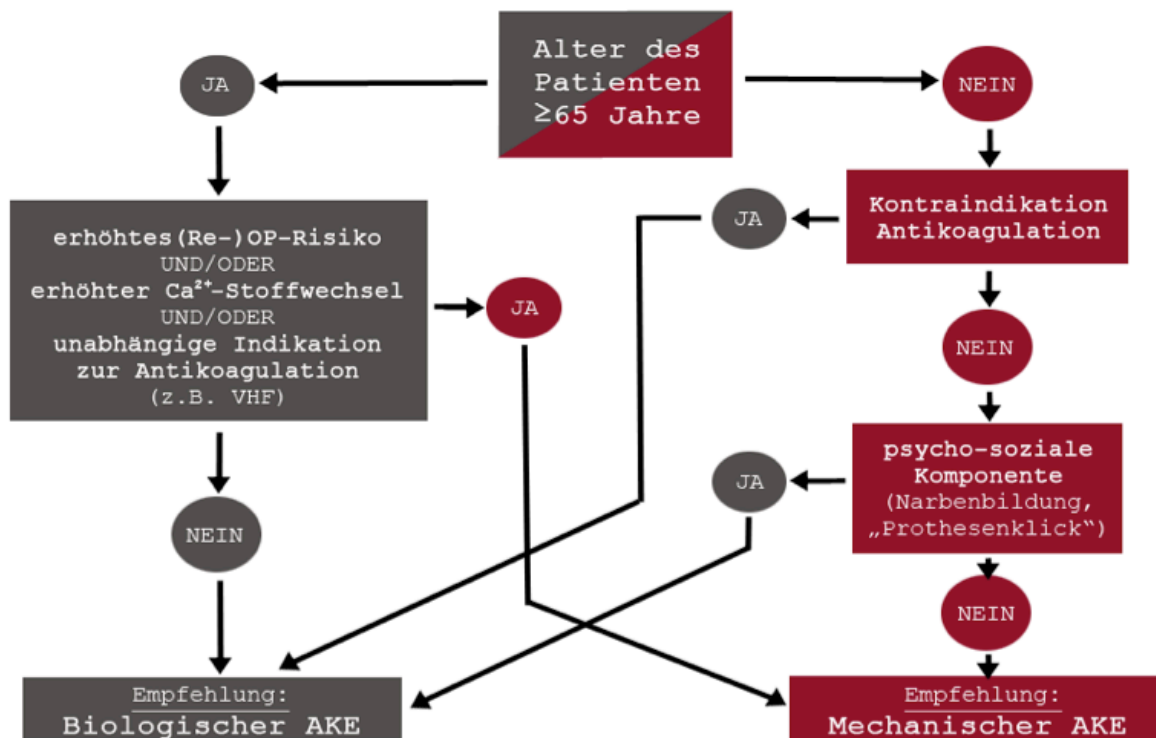 Alter des
Patienten
≥65 Jahre
JA
NEIN
erhöhtes(Re-)OP-Risiko
UND/ODER
erhöhter Ca²⁺-Stoffwechsel
UND/ODER
unabhängige Indikation
zur Antikoagulation
(z.B. VHF)
JA
NEIN
Kontraindikation
Antikoagulation
JA
NEIN
psycho-soziale
Komponente
(Narbenbildung,
„Prothesenklick“)
JA
NEIN
Empfehlung:
Biologischer AKE
Empfehlung:
Mechanischer AKE